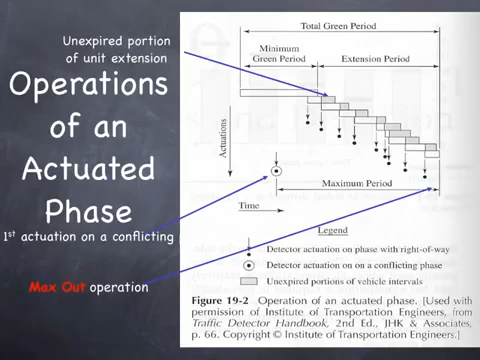 Unexpired portion
of unit extension
Operations
of an
Actuated
Phase
1st actuation on a conflicting
Max Out operation
Total Green Period
Minimum
Green Period
Extension Period
Actuations
Maximum Period
Time
Legend
Detector actuation on phase with right-of-way
Detector actuation on on a conflicting phase
Unexpired portions of vehicle intervals
Figure 19-2 Operation of an actuated phase. [Used with
permission of Institute of Transportation Engineers, from
Traffic Detector Handbook, 2nd Ed., JHK & Associates,
p. 66. Copyright © Institute of Transportation Engineers.]